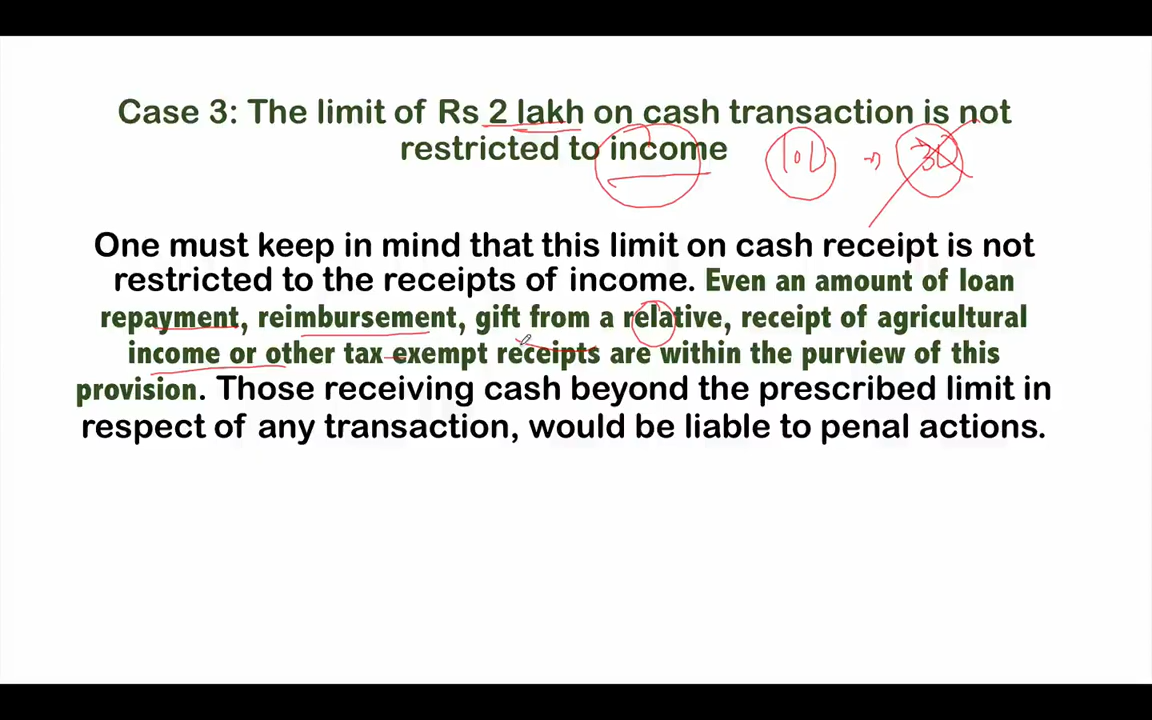 Case 3: The limit of Rs 2 lakh on cash transaction is not
restricted to income
10L → 3L
One must keep in mind that this limit on cash receipt is not
restricted to the receipts of income. Even an amount of loan
repayment, reimbursement, gift from a relative, receipt of agricultural
income or other tax exempt receipts are within the purview of this
provision. Those receiving cash beyond the prescribed limit in
respect of any transaction, would be liable to penal actions.